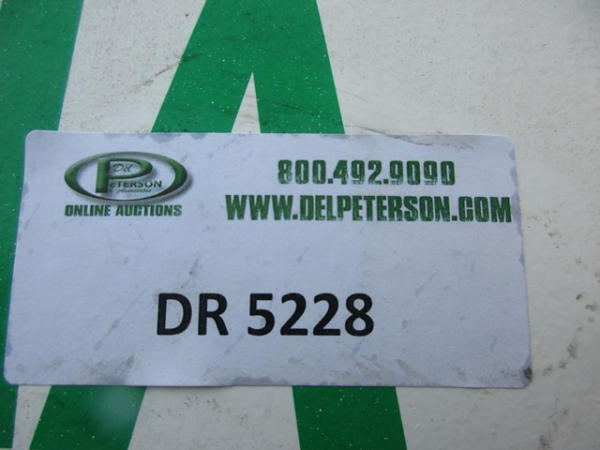 Del
PETERSON
Associates
ONLINE AUCTIONS
800.492.9090
WWW.DELPETERSON.COM
DR 5228